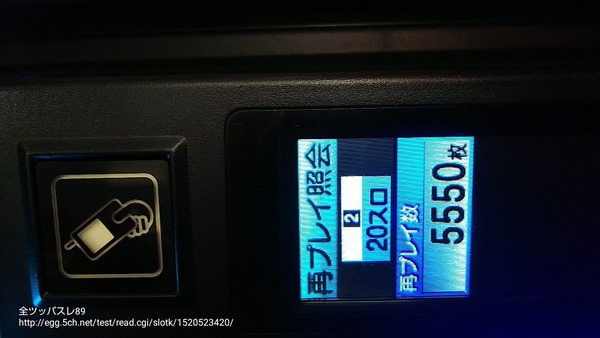 再プレイ照会
2
20スロ
再プレイ数
5550枚
全ツッパスレ89
http://egg.5ch.net/test/read.cgi/slotk/1520523420/